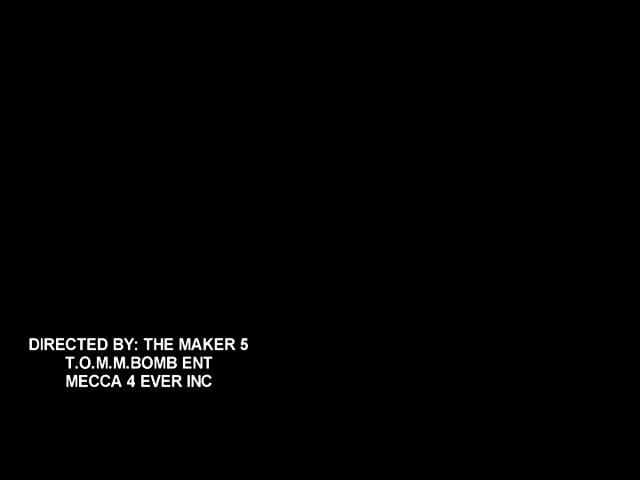 DIRECTED BY: THE MAKER 5
T.O.M.M.BOMB ENT
MECCA 4 EVER INC